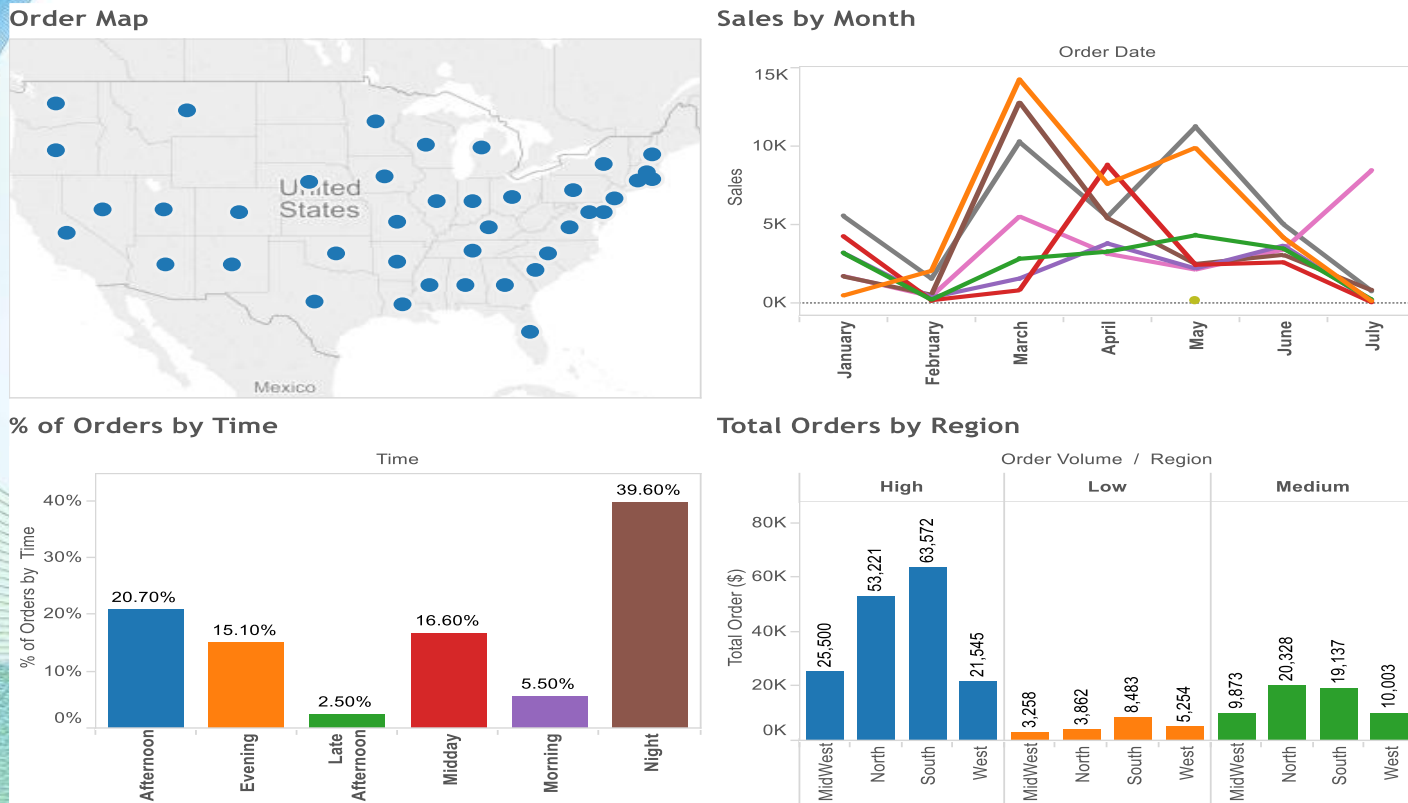 Order Map
United
States
Mexico
Sales by Month
Order Date
Sales
15K
10K
5K
0K
January
February
March
April
May
June
July
% of Orders by Time
Time
% of Orders by Time
40%
30%
20%
10%
0%
20.70%
15.10%
2.50%
16.60%
5.50%
39.60%
Afternoon
Evening
Late
Afternoon
Midday
Morning
Night
Total Orders by Region
Order Volume / Region
High
Low
Medium
Total Order ($)
80K
60K
40K
20K
0K
25,500
53,221
63,572
21,545
3,258
3,862
8,483
5,254
9,873
20,328
19,137
10,003
MidWest
North
South
West
MidWest
North
South
West
MidWest
North
South
West